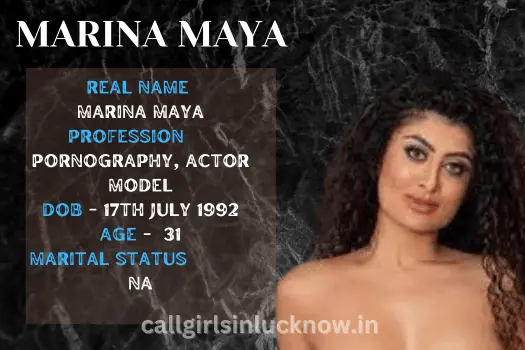 MARINA MAYA
REAL NAME
MARINA MAYA
PROFESSION
PORNOGRAPHY, ACTOR
MODEL
DOB - 17TH JULY 1992
AGE - 31
MARITAL STATUS
NA
callgirlsinlucknow.in